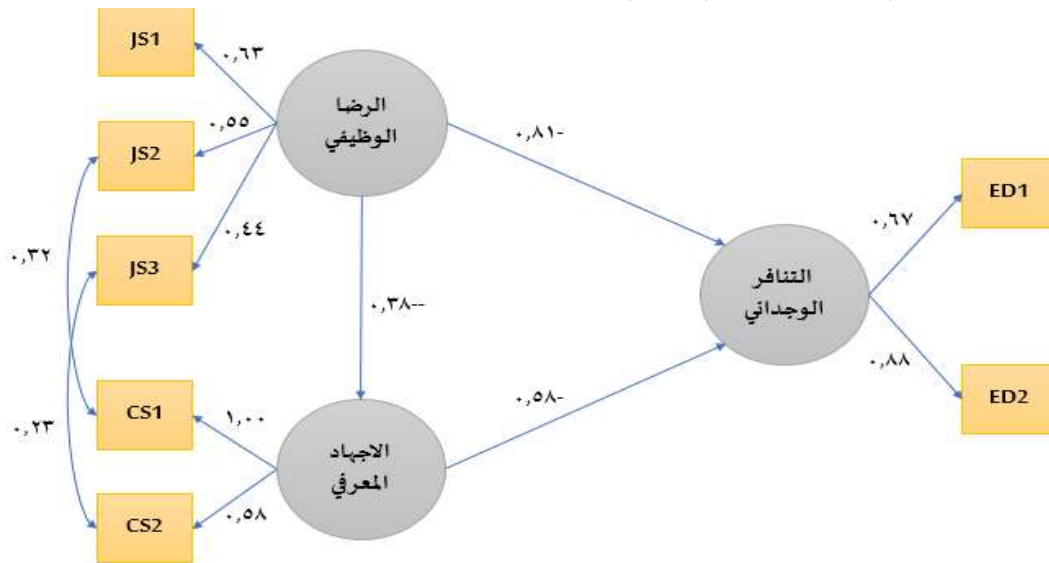 JS1
٠,٦٣
الرضا
الوظيفي
٠,٥٥
JS2
٠,٨١-
ED1
٠,٤٤
٠,٦٧
٠,٣٢
JS3
التنافر
الوجداني
٠,٣٨--
٠,٨٨
ED2
CS1
١,٠٠
٠,٥٨-
٠,٢٣
الاجهاد
المعرفي
CS2
٠,٥٨